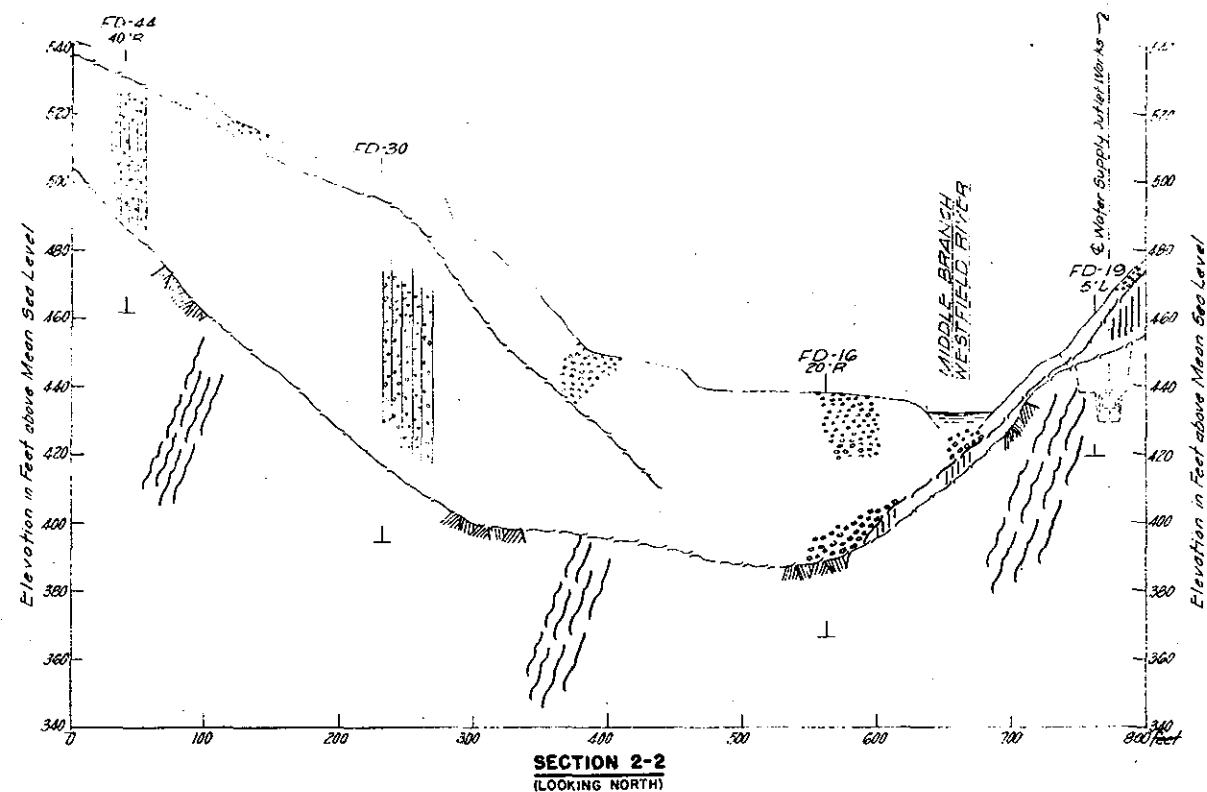 FD-44
40'R
FD-30
FD-16
20'R
MIDDLE BRANCH
WESTFIELD RIVER
℄ Water Supply Outlet Works
FD-19
5'L
Elevation in Feet above Mean Sea Level
540
520
500
480
460
440
420
400
380
360
340
Elevation in Feet above Mean Sea Level
520
500
480
460
440
420
400
380
360
340
0
100
200
300
400
500
600
700
800 feet
SECTION 2-2
(LOOKING NORTH)